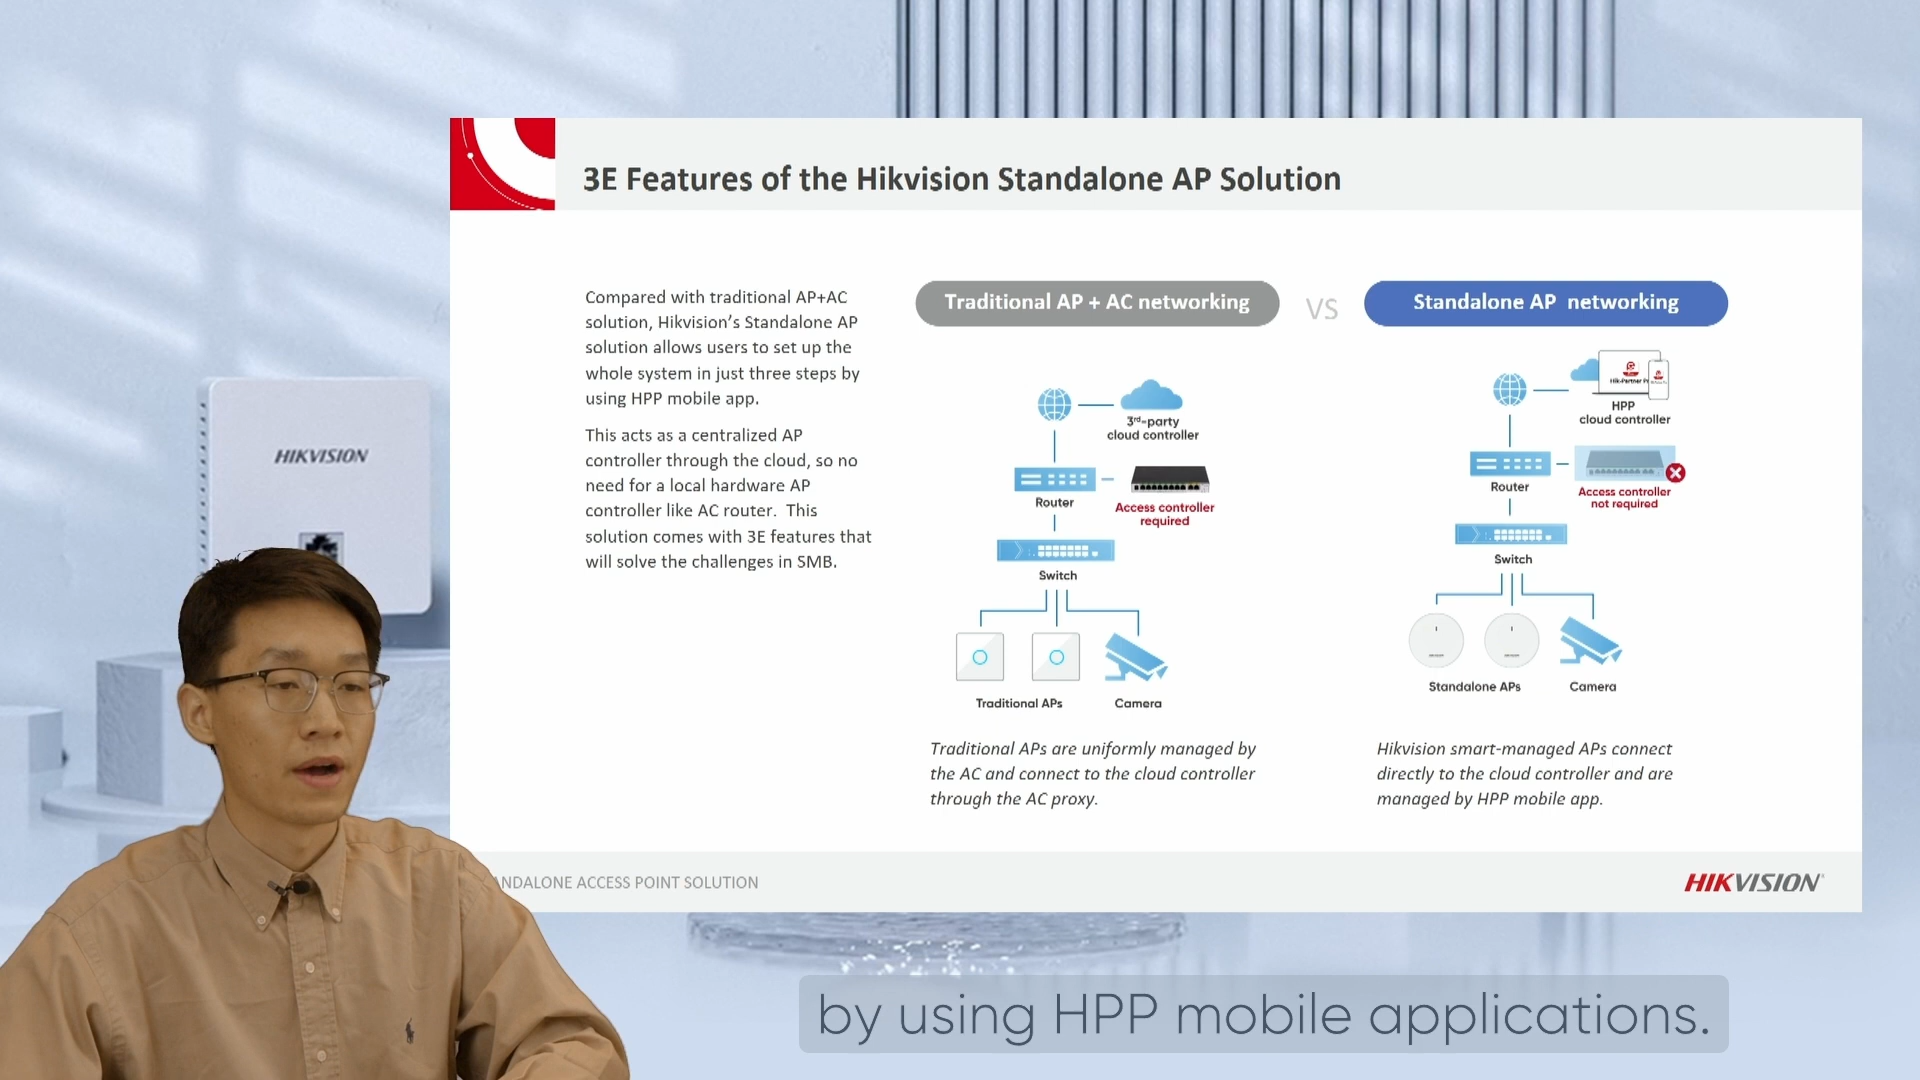 3E Features of the Hikvision Standalone AP Solution
Compared with traditional AP+AC
solution, Hikvision's Standalone AP
solution allows users to set up the
whole system in just three steps by
using HPP mobile app.
This acts as a centralized AP
controller through the cloud, so no
need for a local hardware AP
controller like AC router. This
solution comes with 3E features that
will solve the challenges in SMB.
Traditional AP + AC networking
VS
Standalone AP networking
3rd-party
cloud controller
Router
Access controller
required
Switch
Traditional APs
Camera
Traditional APs are uniformly managed by
the AC and connect to the cloud controller
through the AC proxy.
HPP
cloud controller
Router
Access controller
not required
Switch
Standalone APs
Camera
Hikvision smart-managed APs connect
directly to the cloud controller and are
managed by HPP mobile app.
HIKVISION
ANDALONE ACCESS POINT SOLUTION
HIKVISION
by using HPP mobile applications.